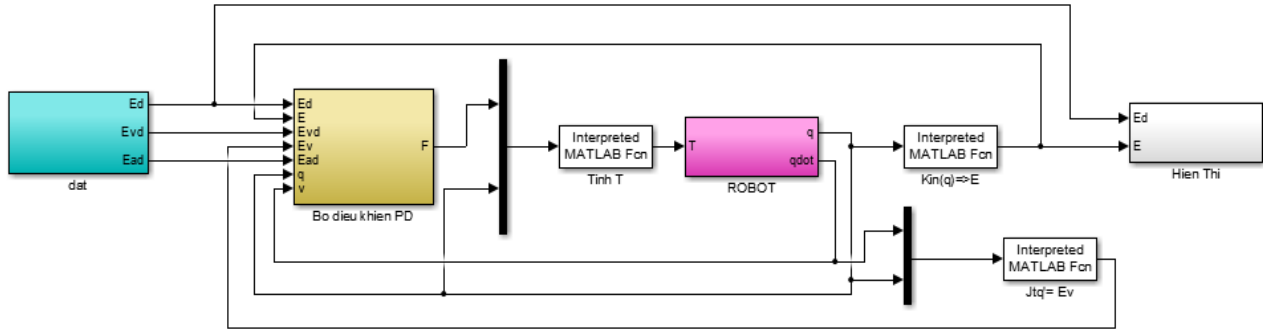 Ed
Evd
Ead
dat
Ed
E
Evd
Ev
Ead
q
v
F
Bo dieu khien PD
Interpreted
MATLAB Fcn
Tinh T
T
q
qdot
ROBOT
Interpreted
MATLAB Fcn
Kin(q)=>E
Ed
E
Hien Thi
Interpreted
MATLAB Fcn
Jtq'= Ev